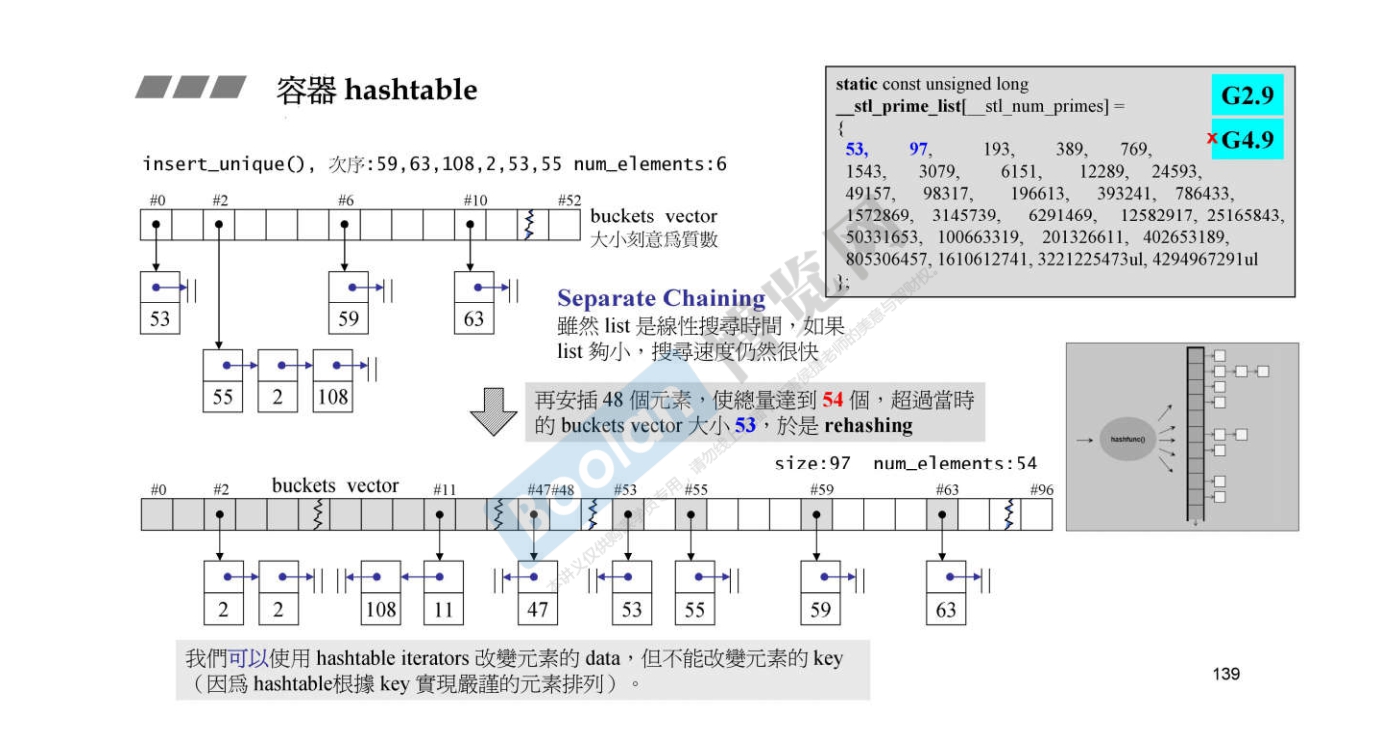 容器 hashtable
static const unsigned long
__stl_prime_list[__stl_num_primes] =
{
53, 97, 193, 389, 769,
1543, 3079, 6151, 12289, 24593,
49157, 98317, 196613, 393241, 786433,
1572869, 3145739, 6291469, 12582917, 25165843,
50331653, 100663319, 201326611, 402653189,
805306457, 1610612741, 3221225473ul, 4294967291ul
};
G2.9
x G4.9
insert_unique(), 次序:59,63,108,2,53,55 num_elements:6
#0 #2 #6 #10 #52
buckets vector
大小刻意為質數
53 59 63
55 2 108
Separate Chaining
雖然 list 是線性搜尋時間，如果
list 夠小，搜尋速度仍然很快
再安插 48 個元素，使總量達到 54 個，超過當時
的 buckets vector 大小 53，於是 rehashing
hashfunc()
size:97 num_elements:54
buckets vector
#0 #2 #11 #47 #48 #53 #55 #59 #63 #96
2 2 108 11 47 53 55 59 63
我們可以使用 hashtable iterators 改變元素的 data，但不能改變元素的 key
（因為 hashtable根據 key 實現嚴謹的元素排列）。
139
Boolan
博览网